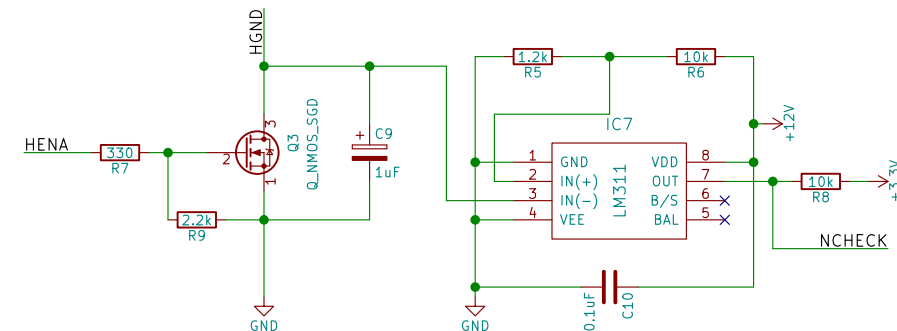 HGND
HENA
330
R7
2
3
1
Q3
Q_NMOS_SGD
2.2k
R9
+
C9
1uF
GND
1.2k
R5
10k
R6
+12V
IC7
LM311
1 GND
2 IN(+)
3 IN(-)
4 VEE
VDD 8
OUT 7
B/S 6
BAL 5
10k
R8
+3.3V
NCHECK
0.1uF
C10
GND